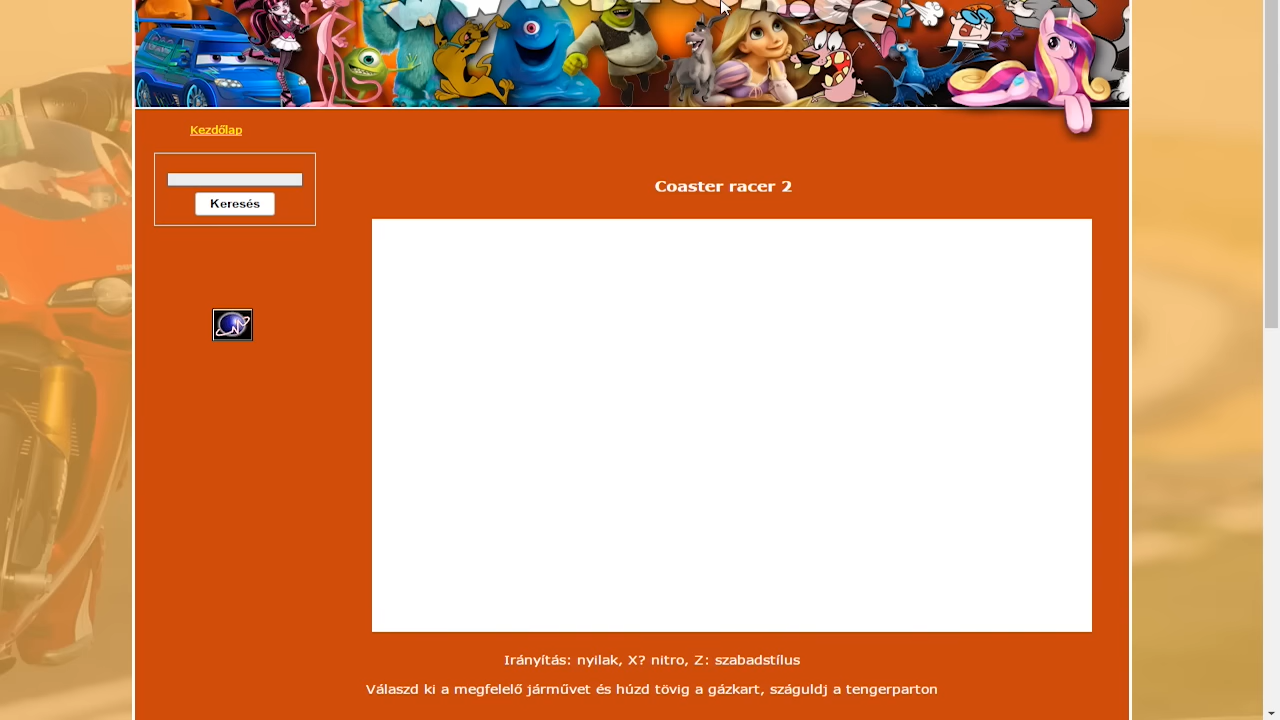 Kezdőlap
Keresés
Coaster racer 2
Irányítás: nyilak, X? nitro, Z: szabadstílus
Válaszd ki a megfelelő járművet és húzd tövig a gázkart, száguldj a tengerparton